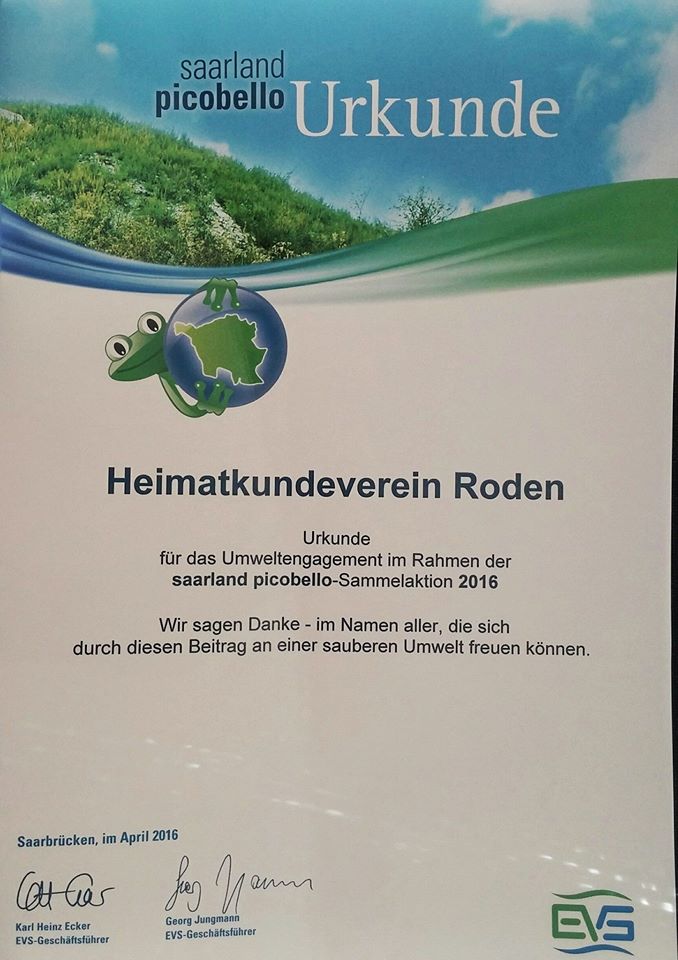 saarland
picobello Urkunde
Heimatkundeverein Roden
Urkunde
für das Umweltengagement im Rahmen der
saarland picobello-Sammelaktion 2016
Wir sagen Danke - im Namen aller, die sich
durch diesen Beitrag an einer sauberen Umwelt freuen können.
Saarbrücken, im April 2016
Karl Heinz Ecker
EVS-Geschäftsführer
Georg Jungmann
EVS-Geschäftsführer
EVS